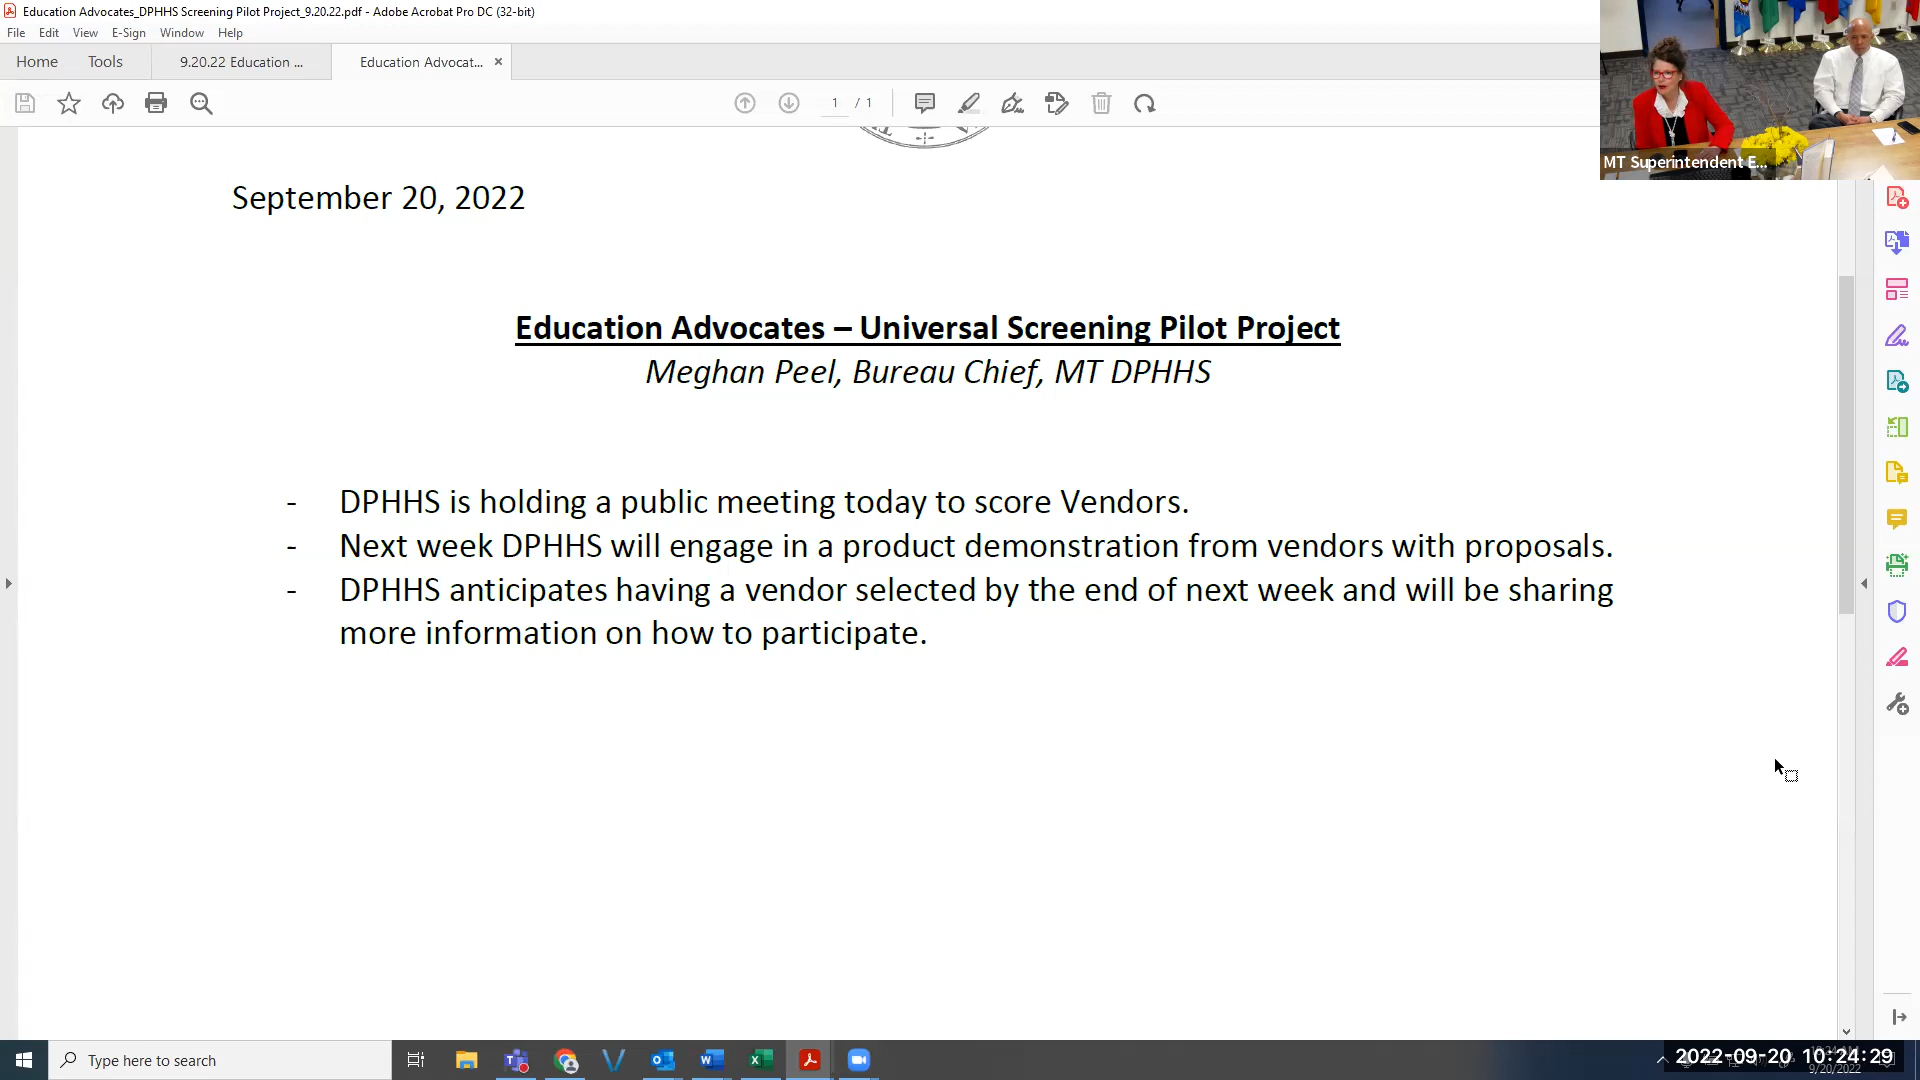 Education Advocates_DPHHS Screening Pilot Project_9.20.22.pdf - Adobe Acrobat Pro DC (32-bit)
File Edit View E-Sign Window Help
Home Tools 9.20.22 Education ... Education Advocat... ×
1 / 1
MT Superintendent E...
September 20, 2022
Education Advocates – Universal Screening Pilot Project
Meghan Peel, Bureau Chief, MT DPHHS
- DPHHS is holding a public meeting today to score Vendors.
- Next week DPHHS will engage in a product demonstration from vendors with proposals.
- DPHHS anticipates having a vendor selected by the end of next week and will be sharing
more information on how to participate.
Type here to search
2022-09-20 10:24:29
9/20/2022